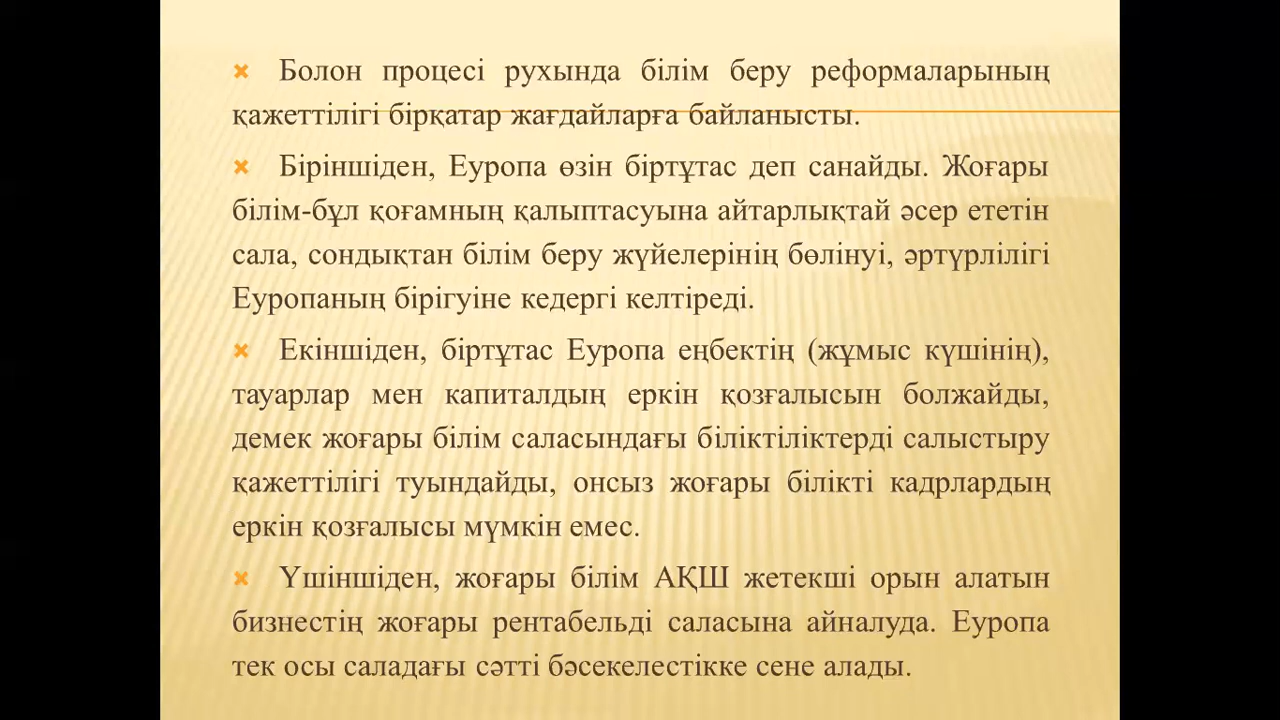 Болон процесі рухында білім беру реформаларының
қажеттілігі бірқатар жағдайларға байланысты.
Біріншіден, Еуропа өзін біртұтас деп санайды. Жоғары
білім-бұл қоғамның қалыптасуына айтарлықтай әсер ететін
сала, сондықтан білім беру жүйелерінің бөлінуі, әртүрлілігі
Еуропаның бірігуіне кедергі келтіреді.
Екіншіден, біртұтас Еуропа еңбектің (жұмыс күшінің),
тауарлар мен капиталдың еркін қозғалысын болжайды,
демек жоғары білім саласындағы біліктіліктерді салыстыру
қажеттілігі туындайды, онсыз жоғары білікті кадрлардың
еркін қозғалысы мүмкін емес.
Үшіншіден, жоғары білім АҚШ жетекші орын алатын
бизнестің жоғары рентабельді саласына айналуда. Еуропа
тек осы саладағы сәтті бәсекелестікке сене алады.